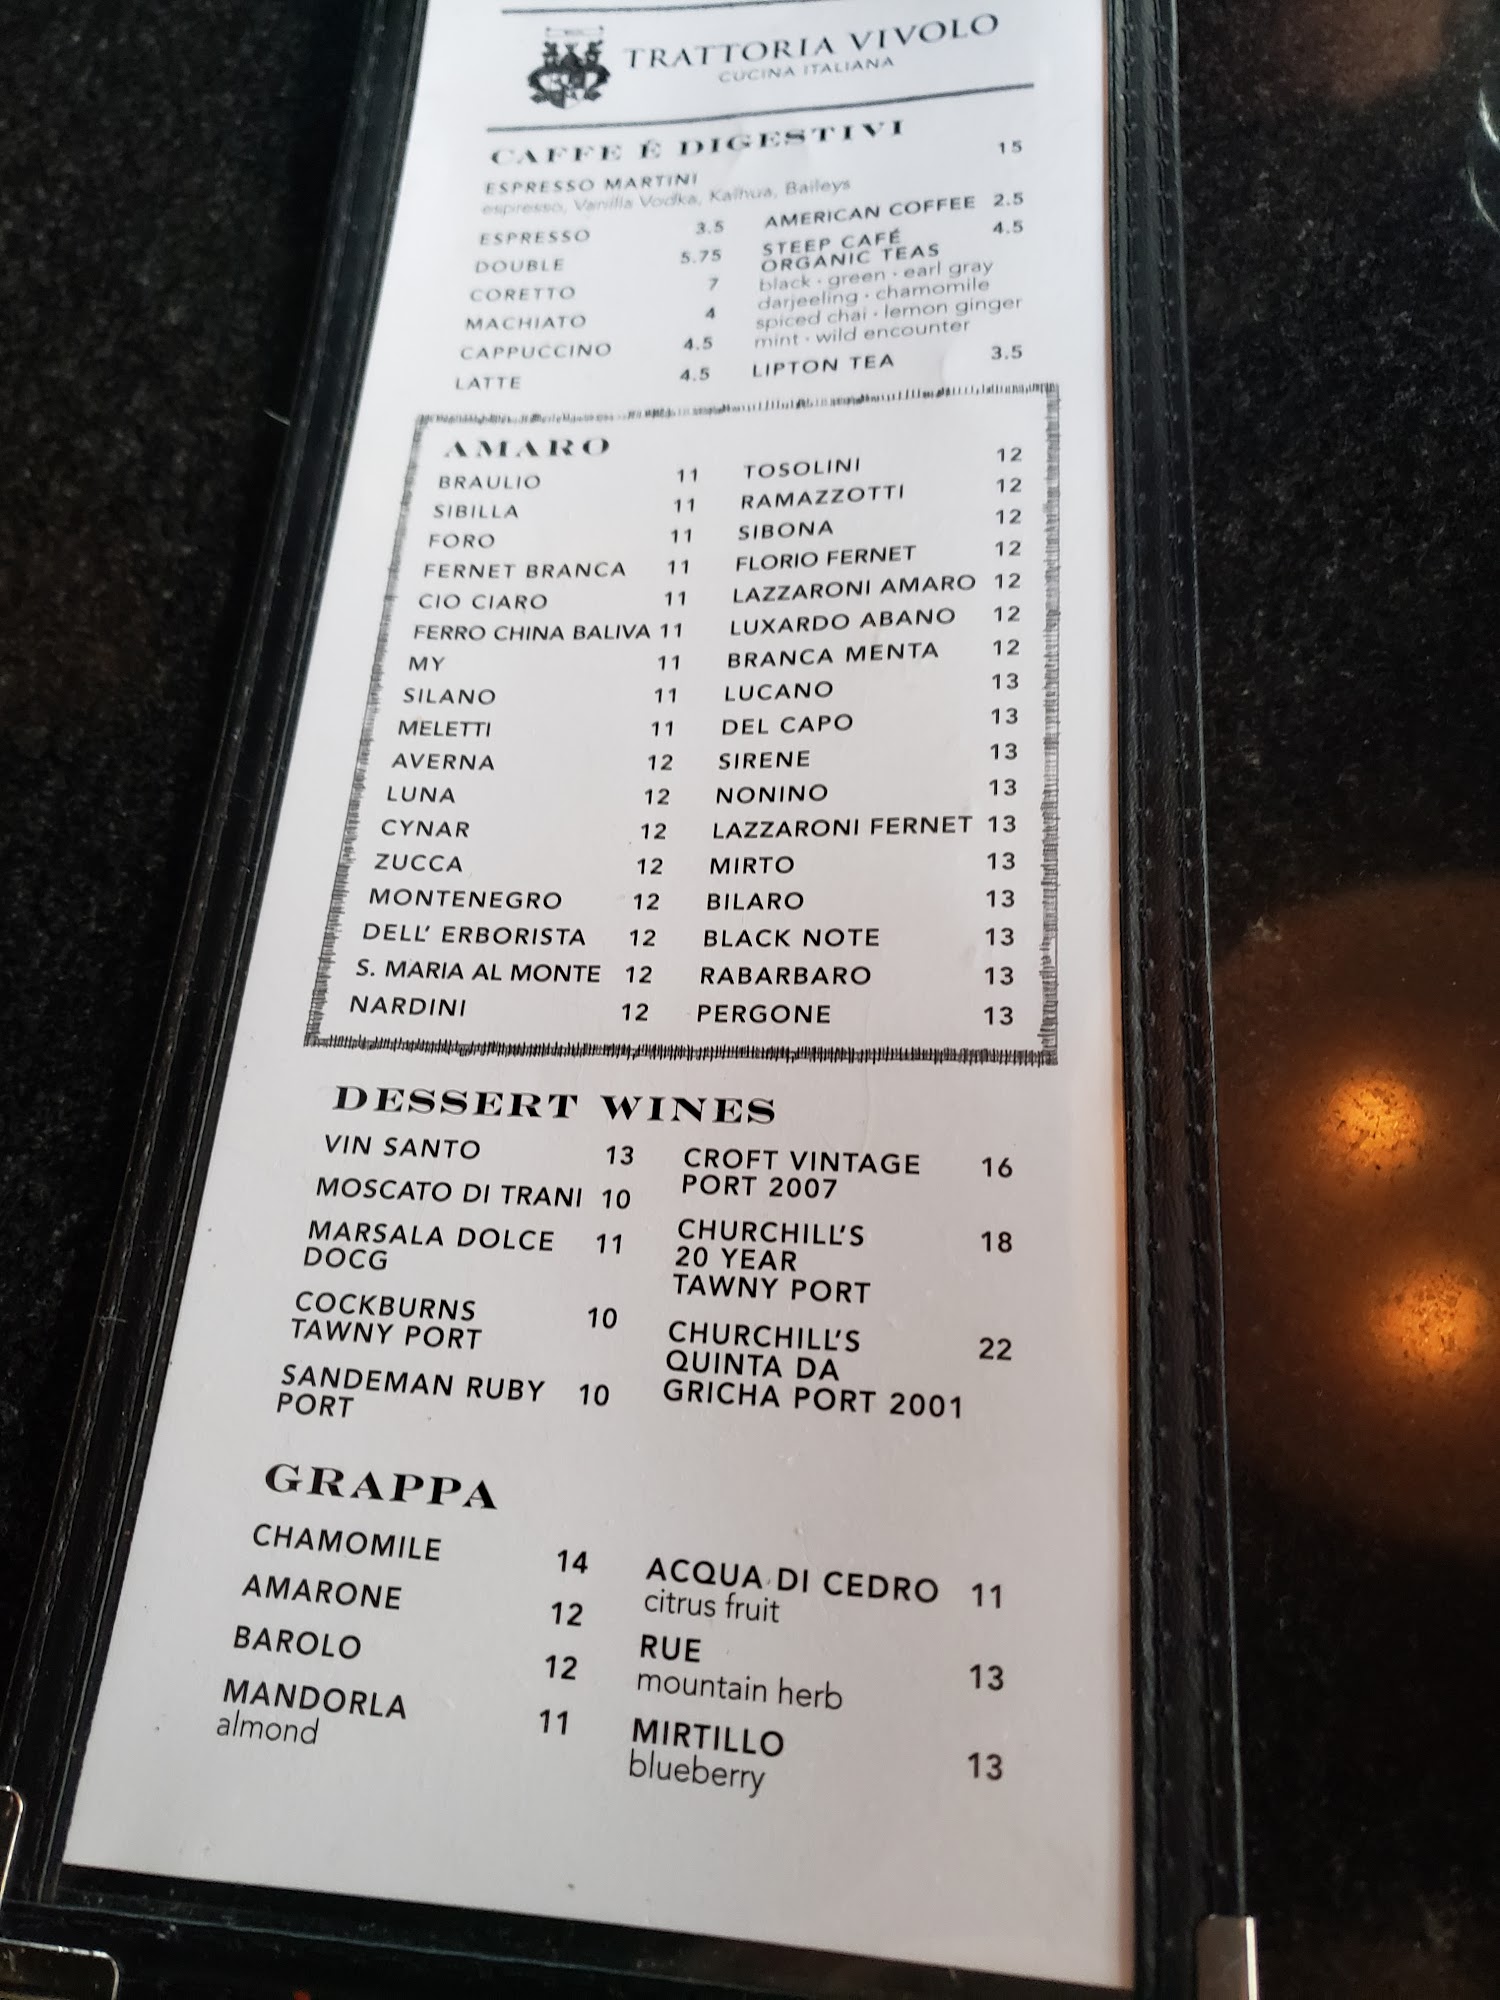 TRATTORIA VIVOLO
CUCINA ITALIANA
CAFFE É DIGESTIVI
ESPRESSO MARTINI 15
espresso, Vanilla Vodka, Kalhua, Baileys
ESPRESSO 3.5
DOUBLE 5.75
CORETTO 7
MACHIATO 4
CAPPUCCINO 4.5
LATTE 4.5
AMERICAN COFFEE 2.5
STEEP CAFÉ 4.5
ORGANIC TEAS
black · green · earl gray
darjeeling · chamomile
spiced chai · lemon ginger
mint · wild encounter
LIPTON TEA 3.5
AMARO
BRAULIO 11
SIBILLA 11
FORO 11
FERNET BRANCA 11
CIO CIARO 11
FERRO CHINA BALIVA 11
MY 11
SILANO 11
MELETTI 11
AVERNA 12
LUNA 12
CYNAR 12
ZUCCA 12
MONTENEGRO 12
DELL' ERBORISTA 12
S. MARIA AL MONTE 12
NARDINI 12
TOSOLINI 12
RAMAZZOTTI 12
SIBONA 12
FLORIO FERNET 12
LAZZARONI AMARO 12
LUXARDO ABANO 12
BRANCA MENTA 12
LUCANO 13
DEL CAPO 13
SIRENE 13
NONINO 13
LAZZARONI FERNET 13
MIRTO 13
BILARO 13
BLACK NOTE 13
RABARBARO 13
PERGONE 13
DESSERT WINES
VIN SANTO 13
MOSCATO DI TRANI 10
MARSALA DOLCE 11
DOCG
COCKBURNS 10
TAWNY PORT
SANDEMAN RUBY 10
PORT
CROFT VINTAGE 16
PORT 2007
CHURCHILL'S 18
20 YEAR
TAWNY PORT
CHURCHILL'S 22
QUINTA DA
GRICHA PORT 2001
GRAPPA
CHAMOMILE 14
AMARONE 12
BAROLO 12
MANDORLA 11
almond
ACQUA DI CEDRO 11
citrus fruit
RUE 13
mountain herb
MIRTILLO 13
blueberry